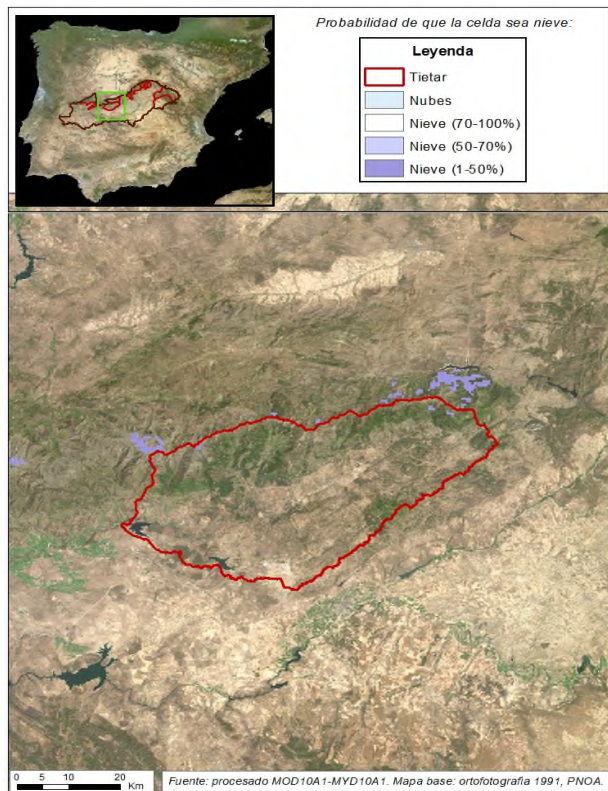 Probabilidad de que la celda sea nieve:
Leyenda
Tietar
Nubes
Nieve (70-100%)
Nieve (50-70%)
Nieve (1-50%)
0 5 10 20
Km
Fuente: procesado MOD10A1-MYD10A1. Mapa base: ortofotografia 1991, PNOA.